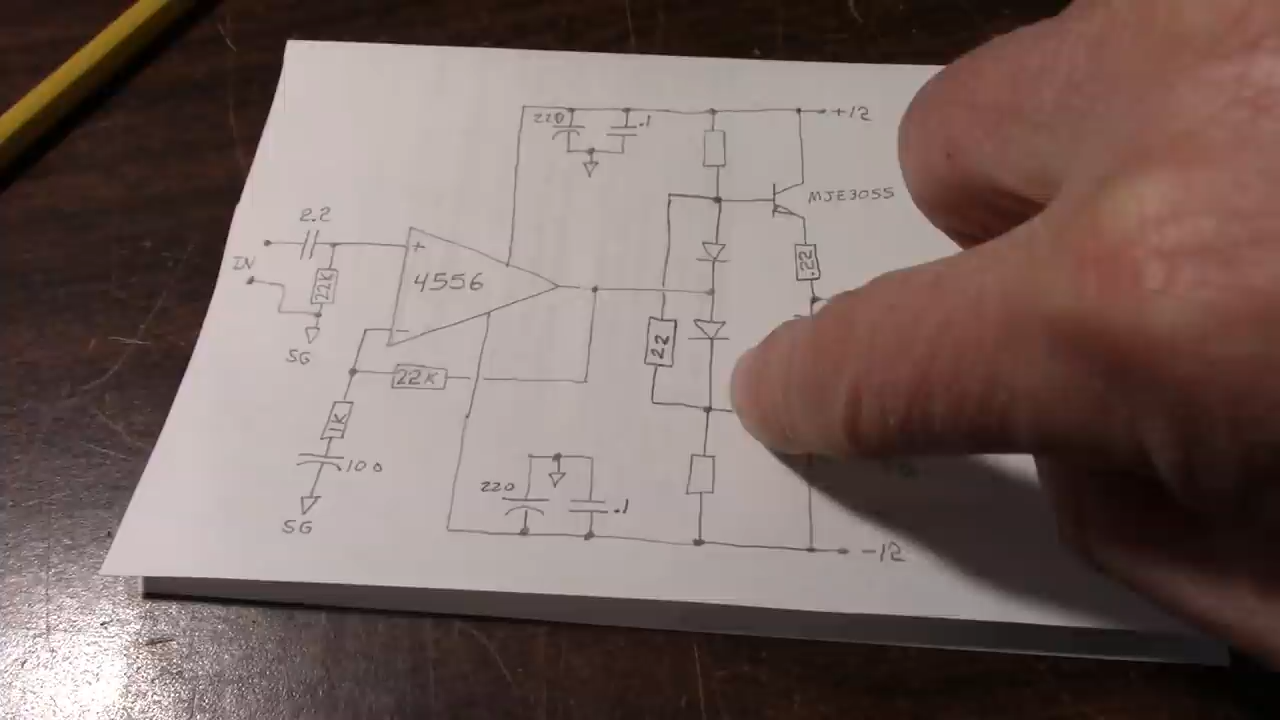 220
.1
+12
MJE3055
2.2
+
IN
22K
4556
.22
SG
−
22
22K
1K
100
220
.1
SG
-12